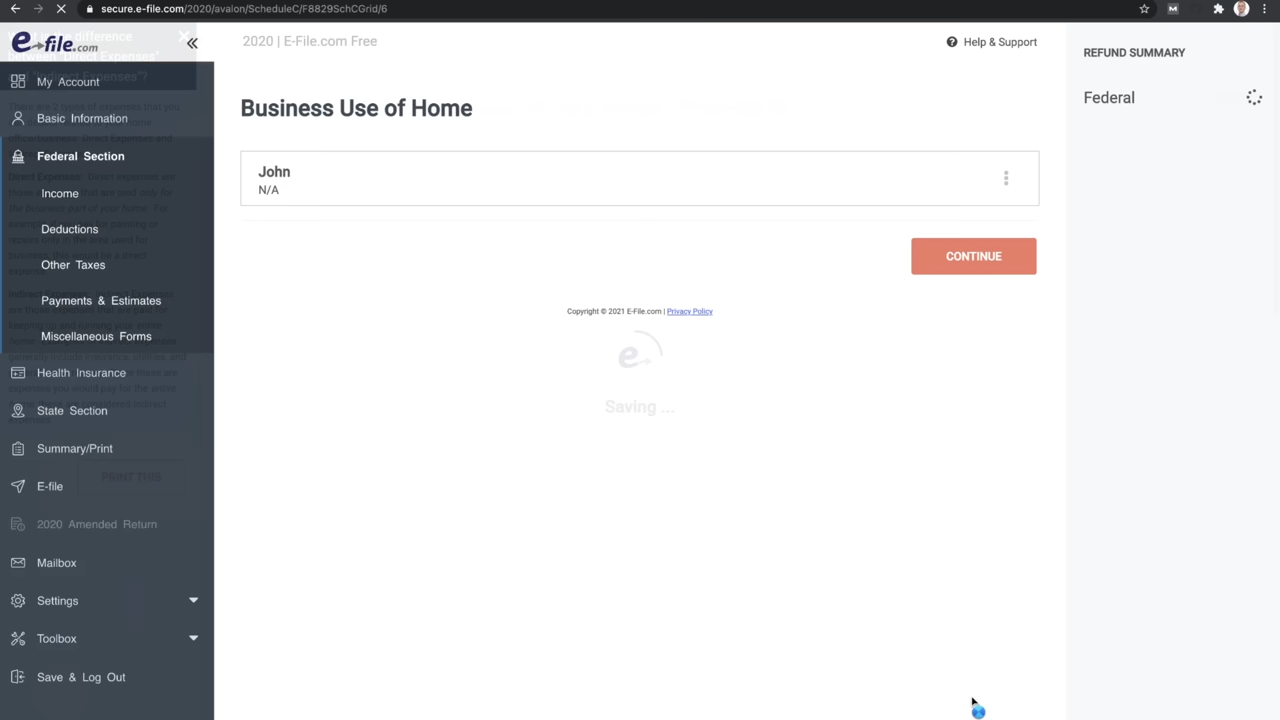 secure.e-file.com/2020/avalon/ScheduleC/F8829SchCGrid/6
e-file.com
2020 | E-File.com Free
Help & Support
REFUND SUMMARY
Federal
My Account
Basic Information
Federal Section
Income
Deductions
Other Taxes
Payments & Estimates
Miscellaneous Forms
Health Insurance
State Section
Summary/Print
PRINT THIS
E-file
2020 Amended Return
Mailbox
Settings
Toolbox
Save & Log Out
Business Use of Home
John
N/A
CONTINUE
Copyright © 2021 E-File.com | Privacy Policy
Saving ...